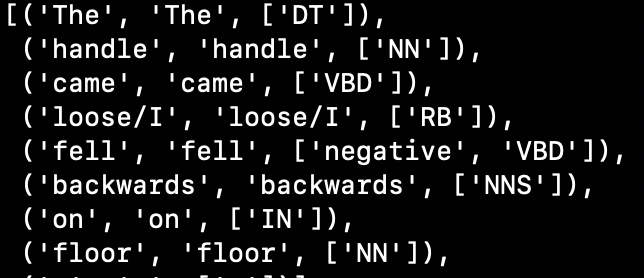 [('The', 'The', ['DT']),
('handle', 'handle', ['NN']),
('came', 'came', ['VBD']),
('loose/I', 'loose/I', ['RB']),
('fell', 'fell', ['negative', 'VBD']),
('backwards', 'backwards', ['NNS']),
('on', 'on', ['IN']),
('floor', 'floor', ['NN']),